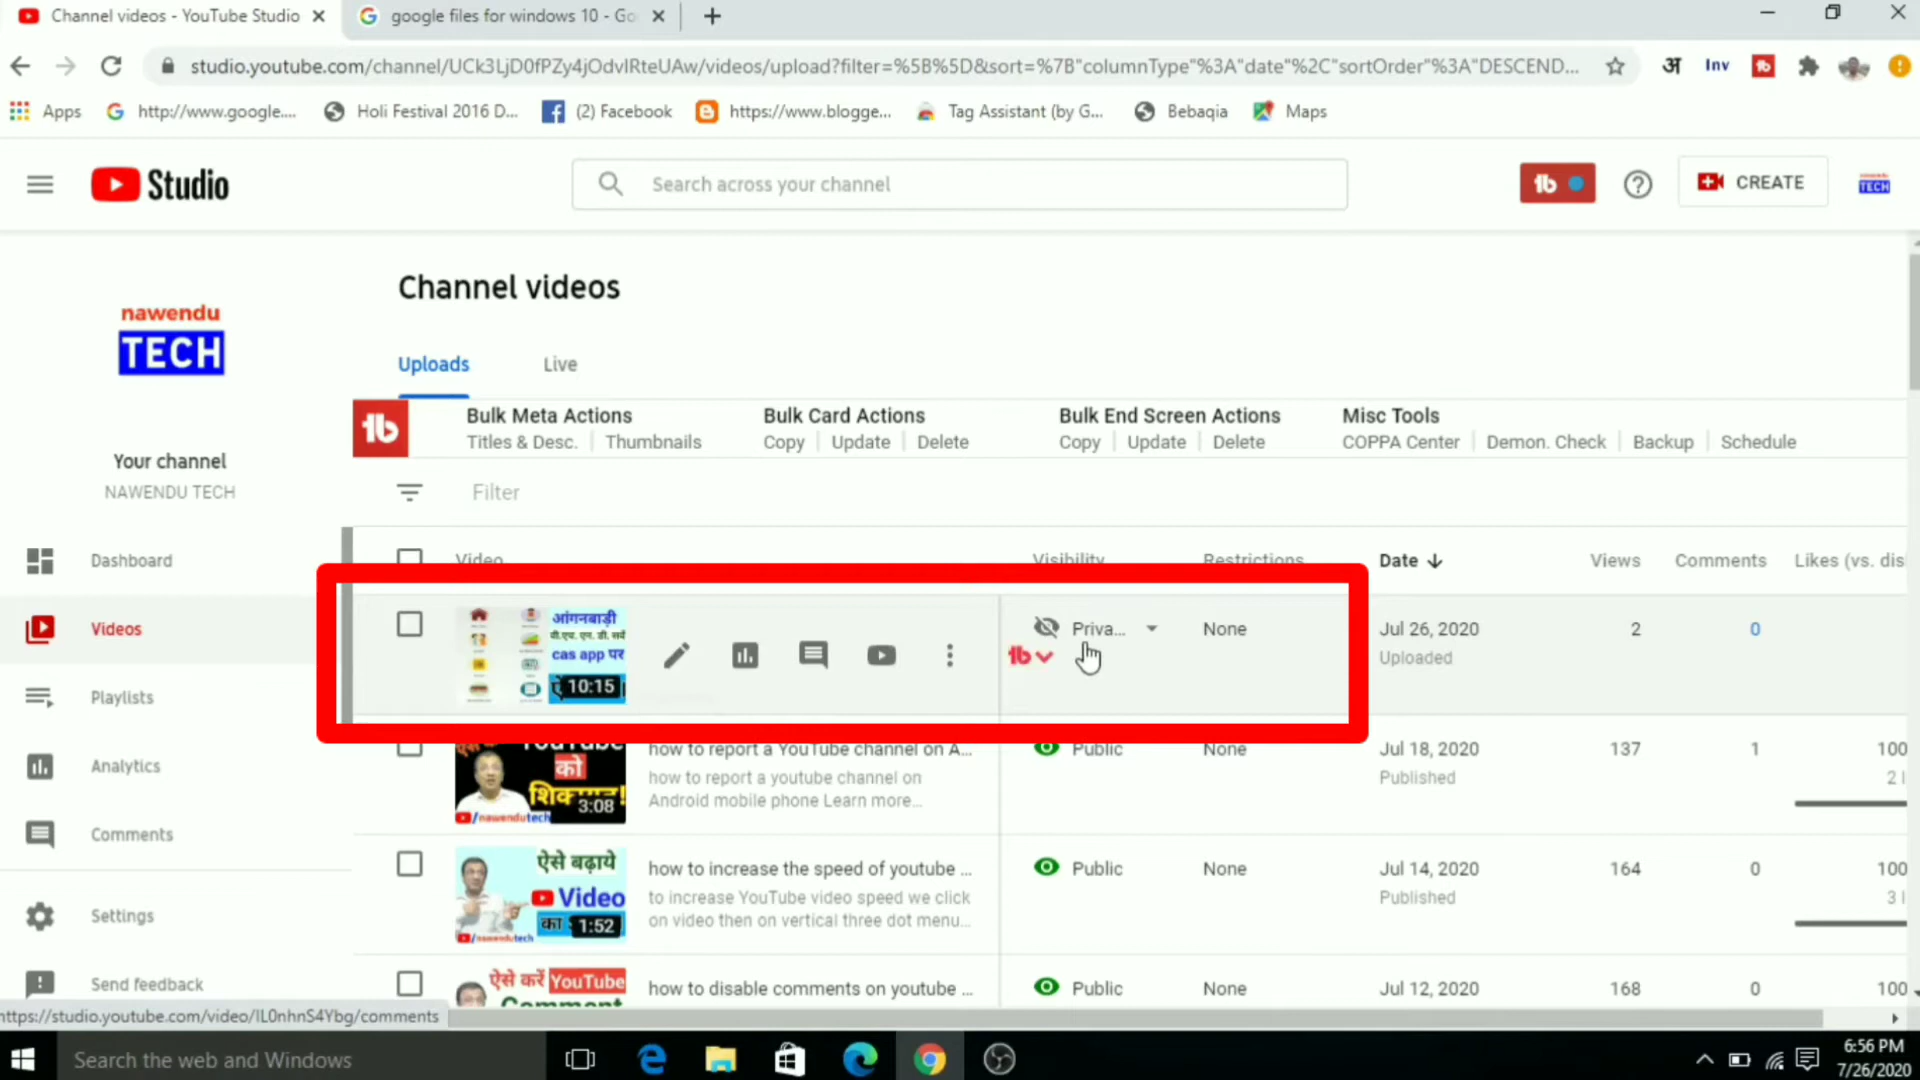 Channel videos - YouTube Studio
google files for windows 10 - Go
studio.youtube.com/channel/UCk3LjD0fPZy4jOdvlRteUAw/videos/upload?filter=%5B%5D&sort=%7B"columnType"%3A"date"%2C"sortOrder"%3A"DESCEND...
अ Inv
Apps http://www.google.... Holi Festival 2016 D... (2) Facebook https://www.blogge... Tag Assistant (by G... Bebaqia Maps
Studio
Search across your channel
CREATE
TECH
Channel videos
nawendu
TECH
Uploads Live
Bulk Meta Actions Bulk Card Actions Bulk End Screen Actions Misc Tools
Titles & Desc. Thumbnails Copy Update Delete Copy Update Delete COPPA Center Demon. Check Backup Schedule
Your channel
NAWENDU TECH
Filter
Dashboard
Videos
Playlists
Analytics
Comments
Settings
Send feedback
Video Visibility Restrictions Date Views Comments Likes (vs. dis
आंगनबाड़ी
cas app पर
10:15
Priva... None Jul 26, 2020 2 0
Uploaded
YouTube
को
3:08
/nawendutech
how to report a YouTube channel on A... Public None Jul 18, 2020 137 1 100
how to report a youtube channel on Published 2 l
Android mobile phone Learn more...
ऐसे बढ़ाये
Video
का 1:52
/nawendutech
how to increase the speed of youtube ... Public None Jul 14, 2020 164 0 100
to increase YouTube video speed we click Published 3 l
on video then on vertical three dot menu...
ऐसे करें YouTube
Comment
how to disable comments on youtube ... Public None Jul 12, 2020 168 0 100
https://studio.youtube.com/video/lL0nhnS4Ybg/comments
Search the web and Windows
6:56 PM
7/26/2020